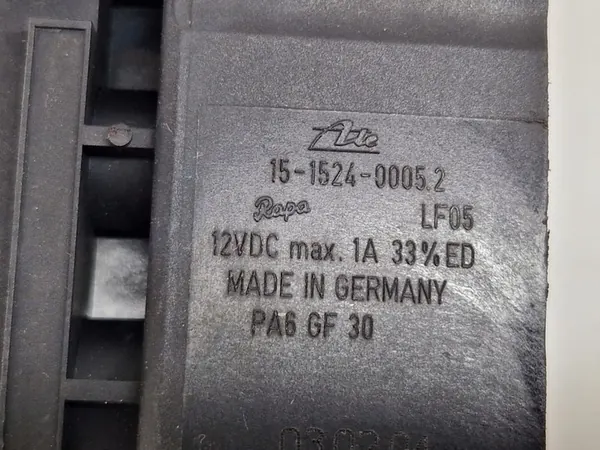 Ate
15-1524-0005.2
Rapa LF05
12VDC max. 1A 33%ED
MADE IN GERMANY
PA6 GF 30